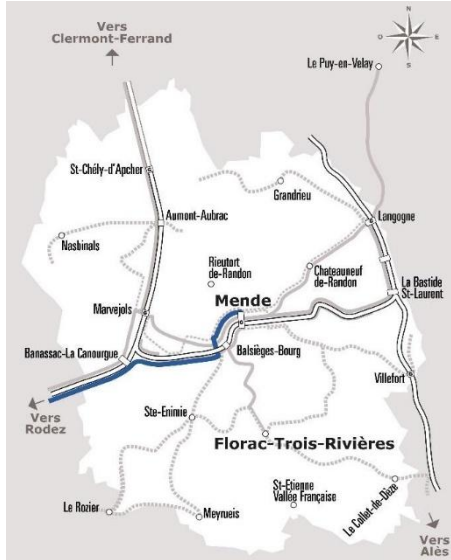 Vers
Clermont-Ferrand
N
O
E
S
Le Puy-en-Velay
St-Chély-d'Apcher
Grandrieu
Aumont-Aubrac
Langogne
Nasbinals
Rieutort
de-Randon
Chateauneuf
de-Randon
La Bastide
St-Laurent
Mende
Marvejols
Banassac-La Canourgue
Balsièges-Bourg
Villefort
Vers
Rodez
Ste-Enimie
Florac-Trois-Rivières
St-Etienne
Vallée Française
Le Collet-de-Dèze
Le Rozier
Meyrueis
Vers
Alès